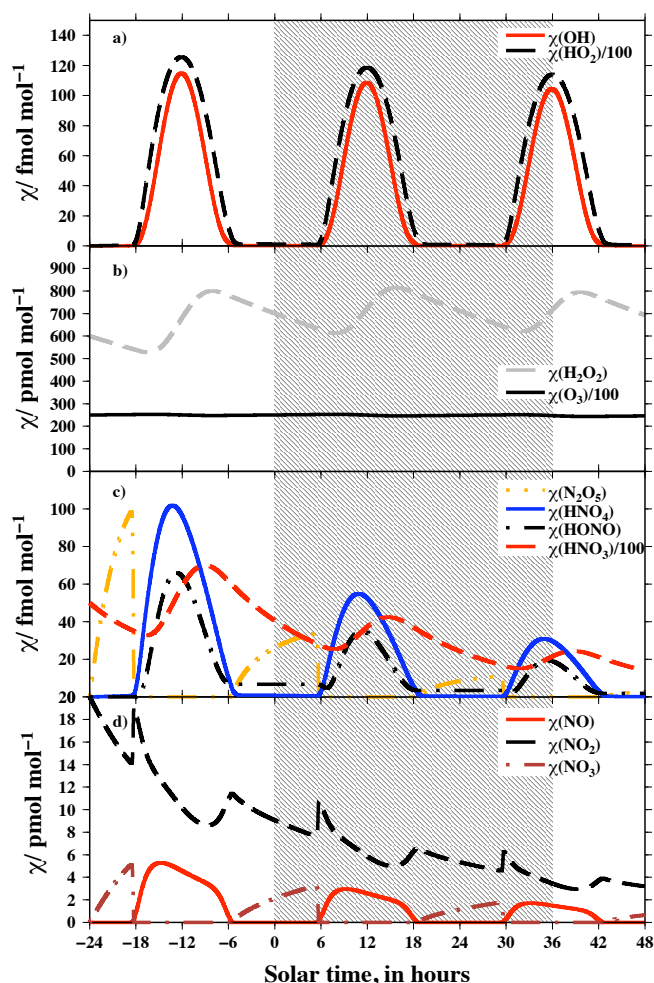 a)
χ(OH)
χ(HO₂)/100
χ/ fmol mol⁻¹
140
120
100
80
60
40
20
0
b)
χ(H₂O₂)
χ(O₃)/100
χ/ pmol mol⁻¹
900
800
700
600
500
400
300
200
100
0
c)
χ(N₂O₅)
χ(HNO₄)
χ(HONO)
χ(HNO₃)/100
χ/ fmol mol⁻¹
100
80
60
40
20
d)
χ(NO)
χ(NO₂)
χ(NO₃)
χ/ pmol mol⁻¹
20
18
16
14
12
10
8
6
4
2
0
−24 −18 −12 −6 0 6 12 18 24 30 36 42 48
Solar time, in hours